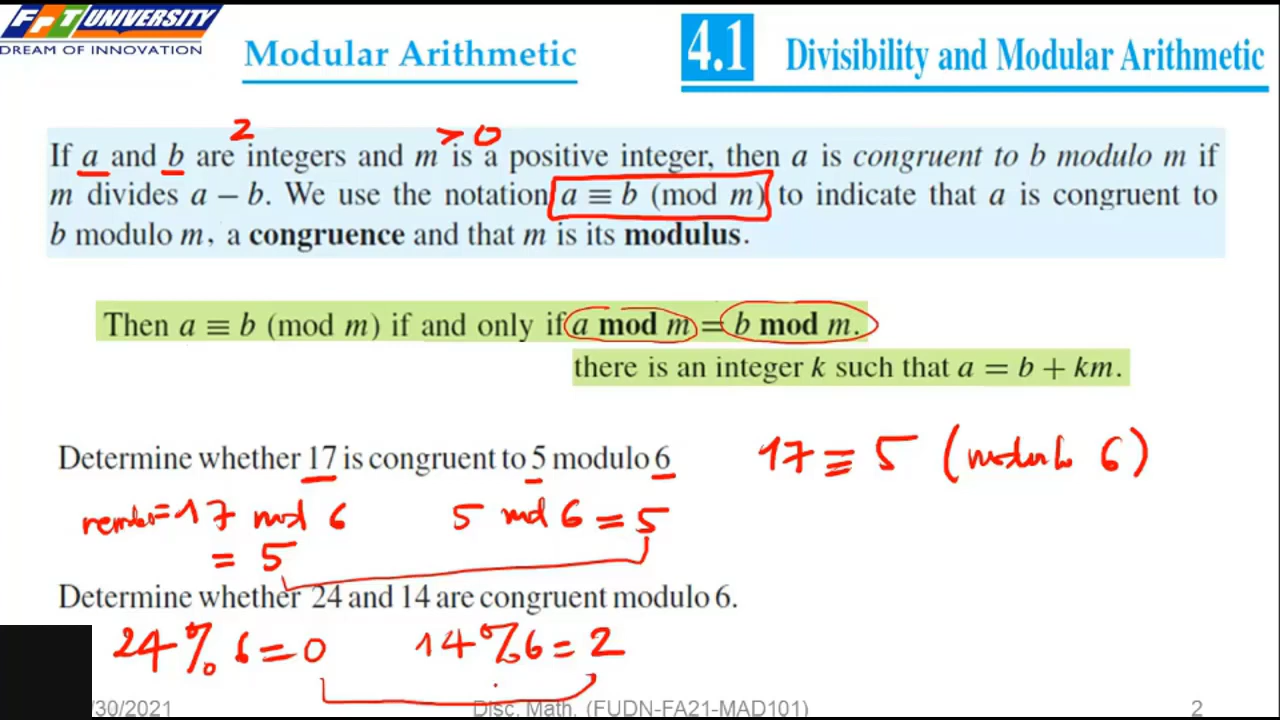 FPT UNIVERSITY
DREAM OF INNOVATION
Modular Arithmetic
4.1 Divisibility and Modular Arithmetic
2 > 0
If a and b are integers and m is a positive integer, then a is congruent to b modulo m if
m divides a − b. We use the notation a ≡ b (mod m) to indicate that a is congruent to
b modulo m, a congruence and that m is its modulus.
Then a ≡ b (mod m) if and only if a mod m = b mod m.
there is an integer k such that a = b + km.
Determine whether 17 is congruent to 5 modulo 6
17 ≡ 5 (modulo 6)
= 17 mod 6
= 5
5 mod 6 = 5
Determine whether 24 and 14 are congruent modulo 6.
24 % 6 = 0
14 % 6 = 2
/30/2021
Disc. Math. (FUDN-FA21-MAD101)
2